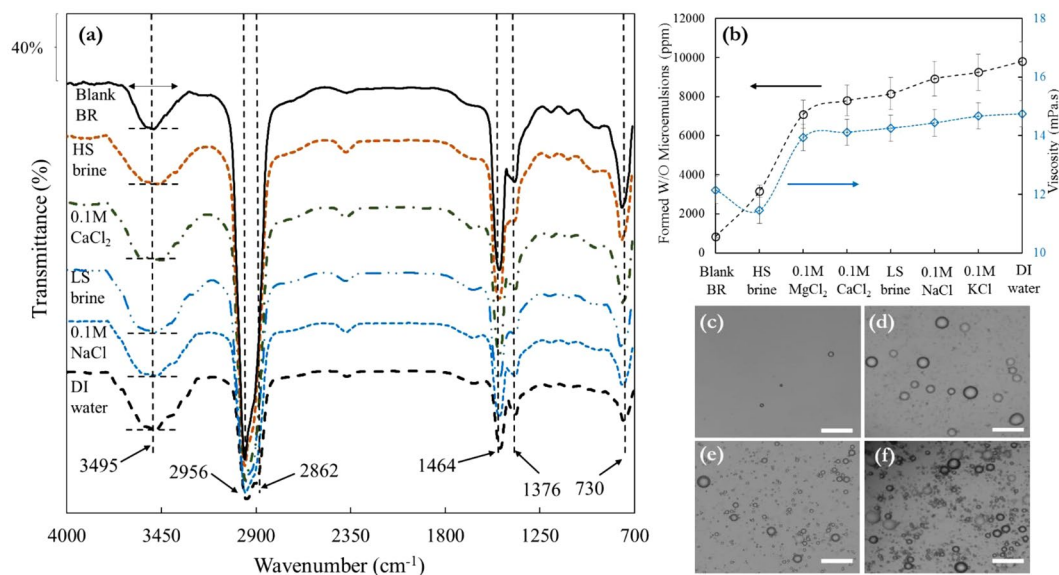 (a)
40%
Transmittance (%)
Blank
BR
HS
brine
0.1M
CaCl₂
LS
brine
0.1M
NaCl
DI
water
3495
2956
2862
1464
1376
730
4000
3450
2900
2350
1800
1250
700
Wavenumber (cm⁻¹)
(b)
Formed W/O Microemulsions (ppm)
12000
10000
8000
6000
4000
2000
0
18
16
14
12
10
Viscosity (mPa.s)
Blank
BR
HS
brine
0.1M
MgCl₂
0.1M
CaCl₂
LS
brine
0.1M
NaCl
0.1M
KCl
DI
water
(c)
(d)
(e)
(f)